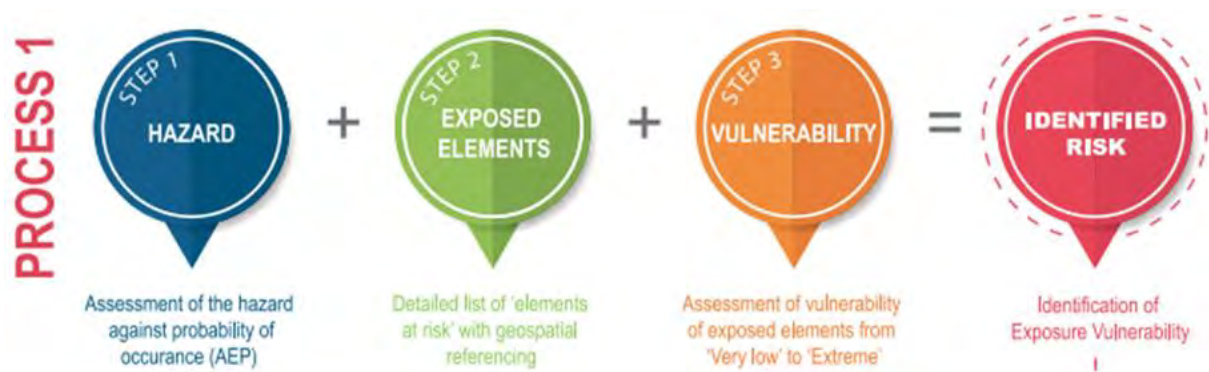 PROCESS 1
STEP 1
HAZARD
+
STEP 2
EXPOSED
ELEMENTS
+
STEP 3
VULNERABILITY
=
IDENTIFIED
RISK
Assessment of the hazard
against probability of
occurance (AEP)
Detailed list of 'elements
at risk' with geospatial
referencing
Assessment of vulnerability
of exposed elements from
'Very low' to 'Extreme'
Identification of
Exposure Vulnerability